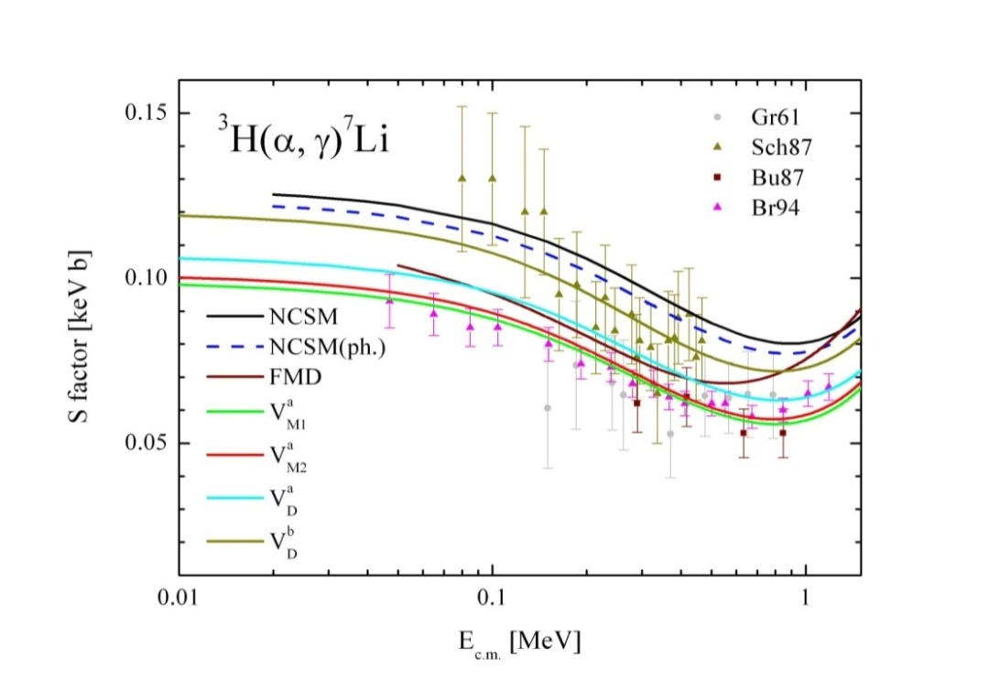 ³H(α, γ)⁷Li
Gr61
Sch87
Bu87
Br94
0.15
0.10
0.05
S factor [keV b]
NCSM
NCSM(ph.)
FMD
V^a_M1
V^a_M2
V^a_D
V^b_D
0.01 0.1 1
E_c.m. [MeV]